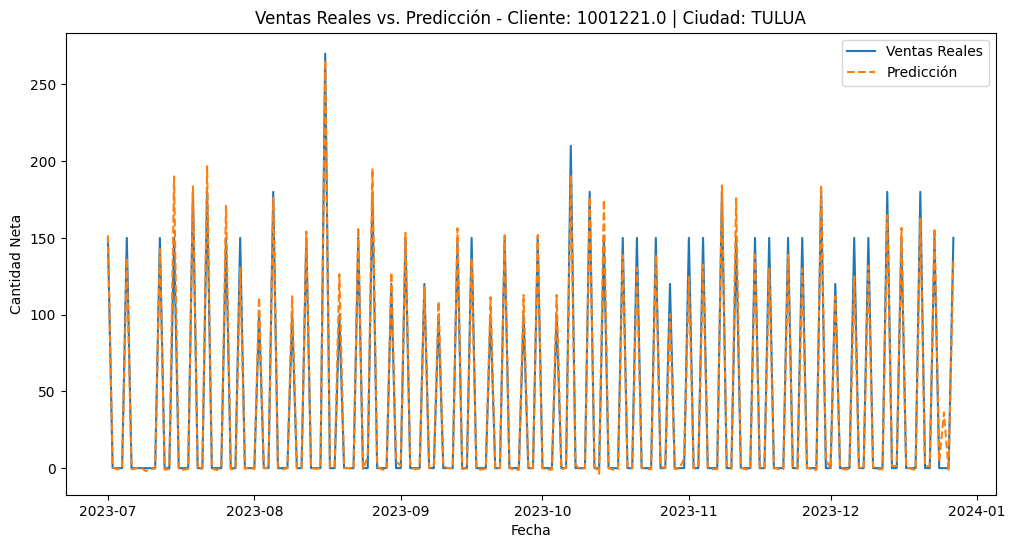 Ventas Reales vs. Predicción - Cliente: 1001221.0 | Ciudad: TULUA
Ventas Reales
Predicción
Cantidad Neta
250
200
150
100
50
0
2023-07
2023-08
2023-09
2023-10
2023-11
2023-12
2024-01
Fecha